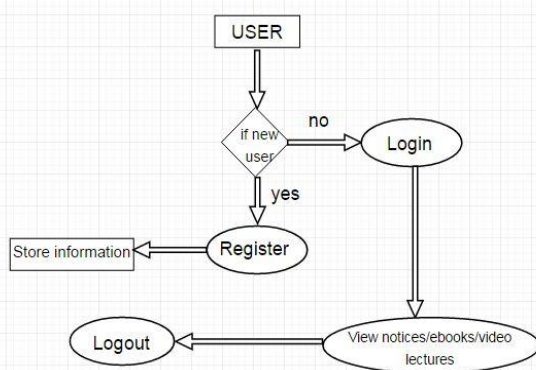 USER
if new
user
no
Login
yes
Register
Store information
View notices/ebooks/video
lectures
Logout